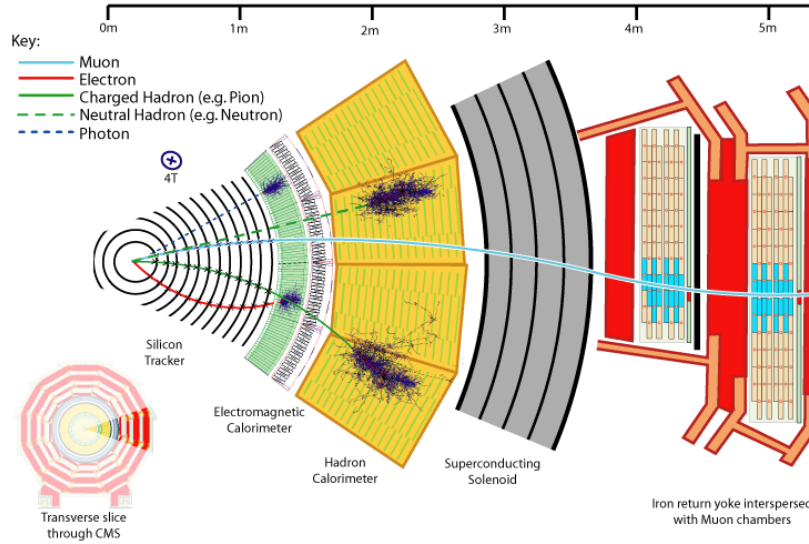 0m 1m 2m 3m 4m 5m
Key:
Muon
Electron
Charged Hadron (e.g. Pion)
Neutral Hadron (e.g. Neutron)
Photon
4T
Silicon
Tracker
Electromagnetic
Calorimeter
Hadron
Calorimeter
Superconducting
Solenoid
Iron return yoke interspersed
with Muon chambers
Transverse slice
through CMS